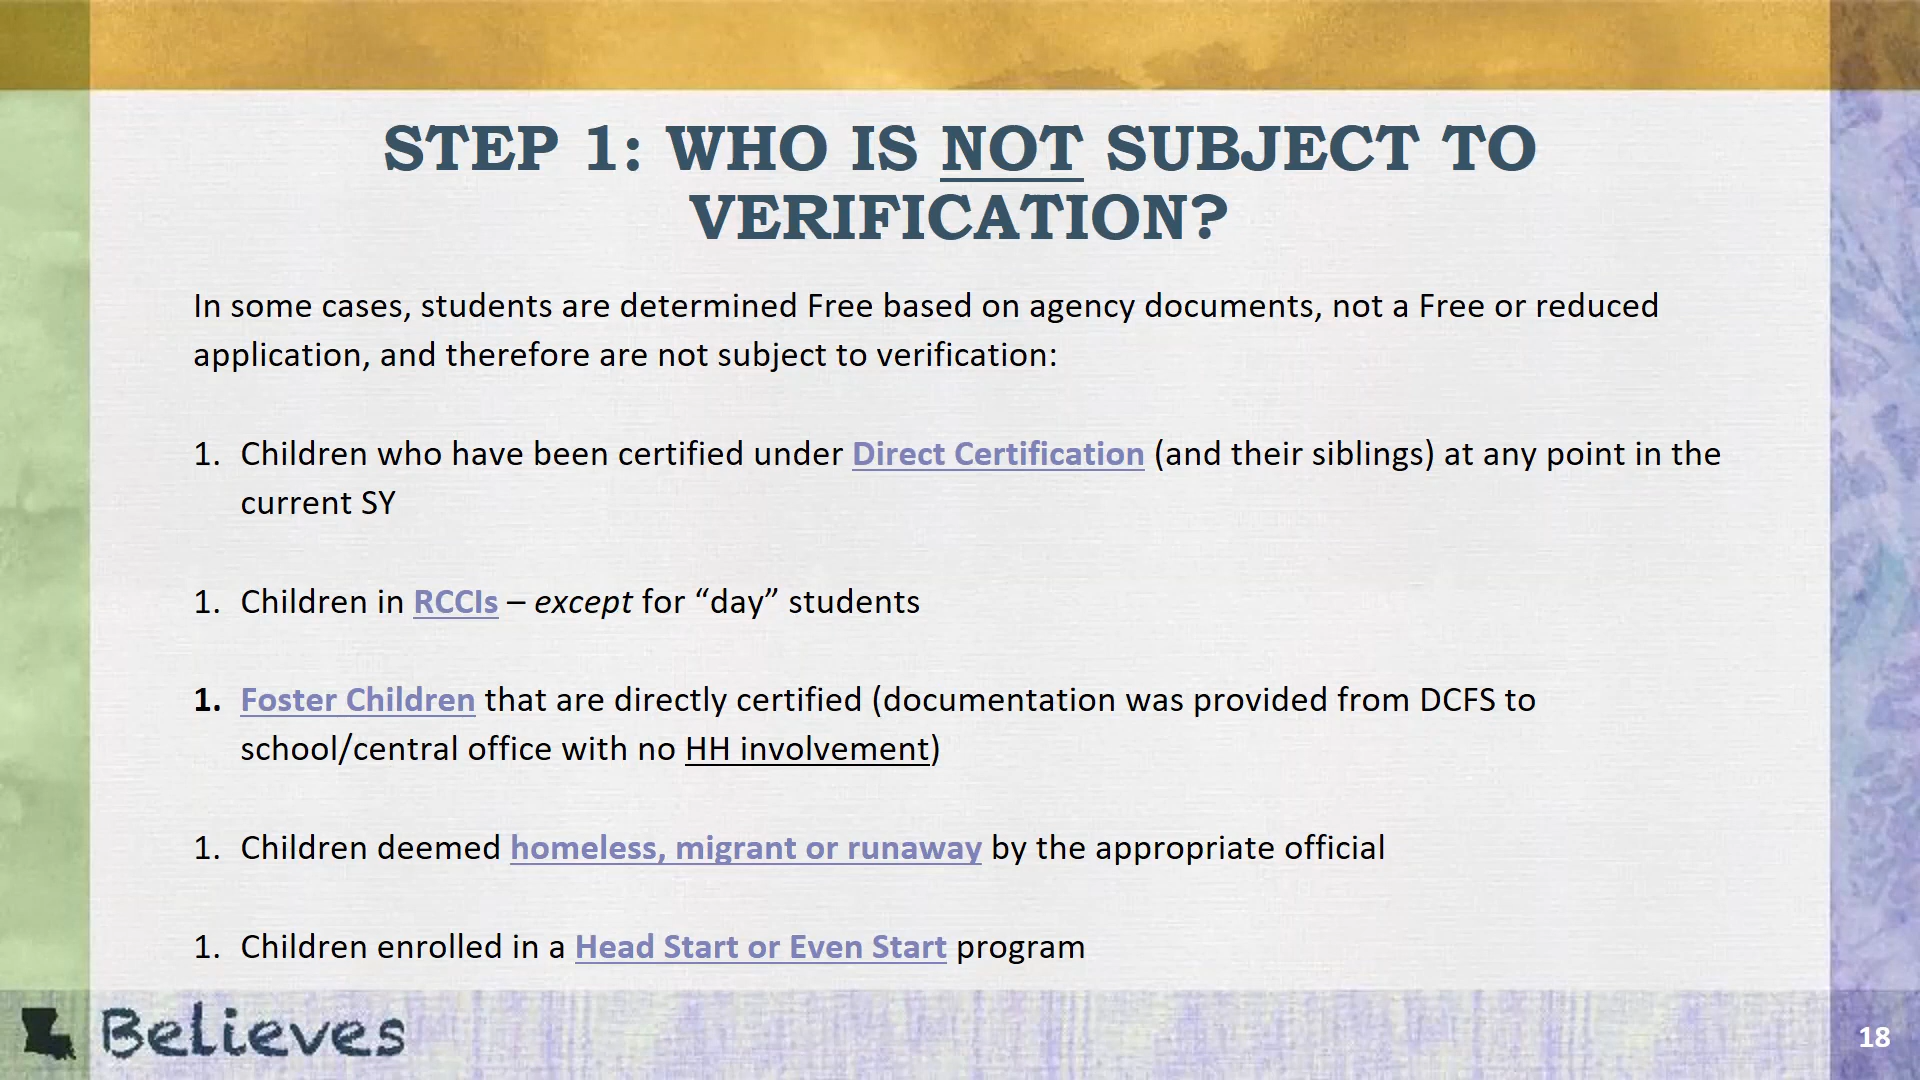 STEP 1: WHO IS NOT SUBJECT TO
VERIFICATION?
In some cases, students are determined Free based on agency documents, not a Free or reduced
application, and therefore are not subject to verification:
1. Children who have been certified under Direct Certification (and their siblings) at any point in the
current SY
1. Children in RCCIs – except for “day” students
1. Foster Children that are directly certified (documentation was provided from DCFS to
school/central office with no HH involvement)
1. Children deemed homeless, migrant or runaway by the appropriate official
1. Children enrolled in a Head Start or Even Start program
Believes
18